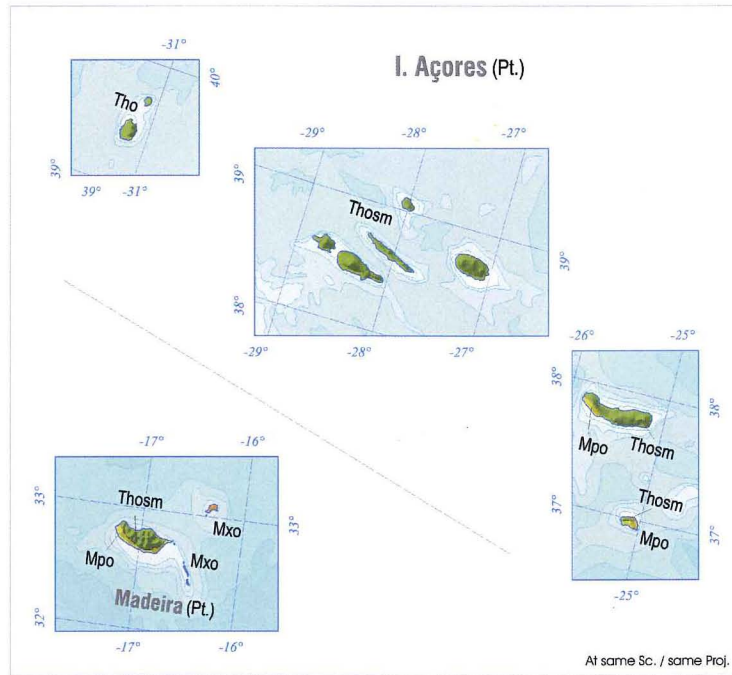 -31°
40°
I. Açores (Pt.)
Tho
39°
39° -31°
-29° -28° -27°
39°
Thosm
39°
38°
-29° -28° -27°
-26° -25°
38°
38°
Mpo Thosm
Thosm
37°
37°
Mpo
-25°
-17° -16°
33°
Thosm
33°
Mxo
Mpo
Mxo
Madeira (Pt.)
32°
-17° -16°
At same Sc. / same Proj.